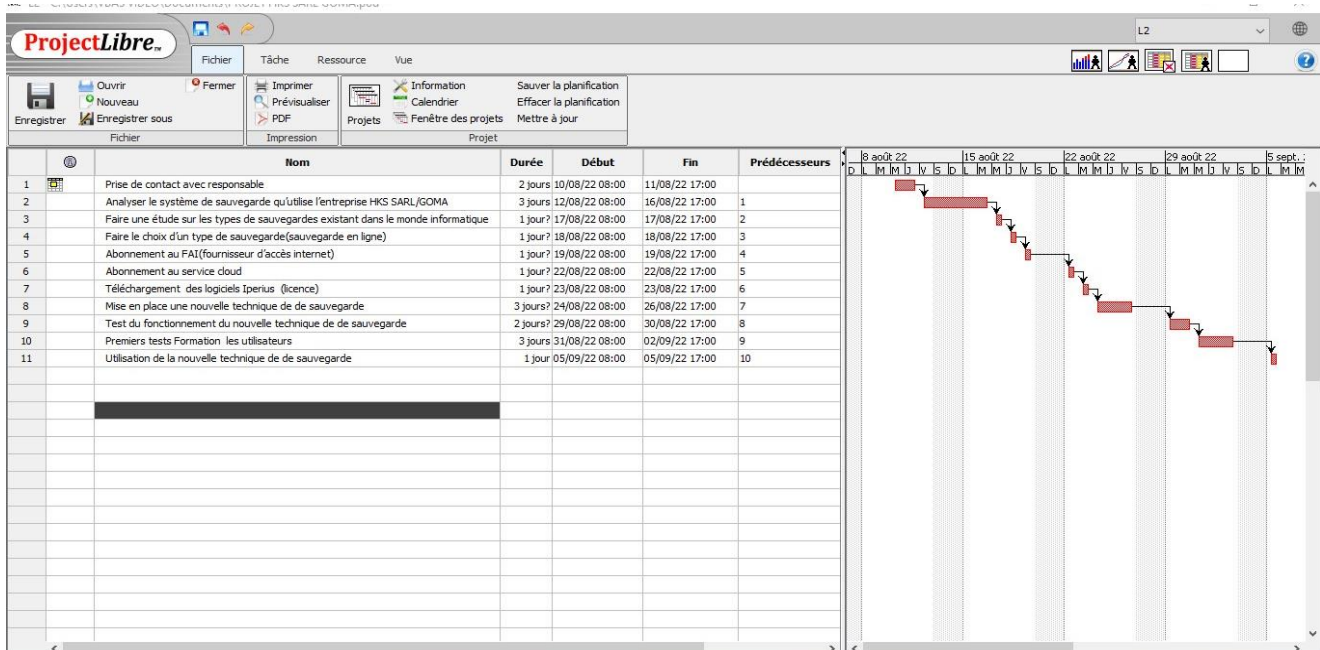 ProjectLibre™
L2
Fichier Tâche Ressource Vue
Ouvrir Fermer Imprimer Information Sauver la planification
Nouveau Prévisualiser Calendrier Effacer la planification
Enregistrer Enregistrer sous PDF Projets Fenêtre des projets Mettre à jour
Fichier Impression Projet
Nom Durée Début Fin Prédécesseurs 8 août 22 15 août 22 22 août 22 29 août 22 5 sept.
D L M M J V S D L M M J V S D L M M J V S D L M M J V S D L M M
1 Prise de contact avec responsable 2 jours 10/08/22 08:00 11/08/22 17:00
2 Analyser le système de sauvegarde qu'utilise l'entreprise HKS SARL/GOMA 3 jours 12/08/22 08:00 16/08/22 17:00 1
3 Faire une étude sur les types de sauvegardes existant dans le monde informatique 1 jour? 17/08/22 08:00 17/08/22 17:00 2
4 Faire le choix d'un type de sauvegarde(sauvegarde en ligne) 1 jour? 18/08/22 08:00 18/08/22 17:00 3
5 Abonnement au FAI(fournisseur d'accès internet) 1 jour? 19/08/22 08:00 19/08/22 17:00 4
6 Abonnement au service cloud 1 jour? 22/08/22 08:00 22/08/22 17:00 5
7 Téléchargement des logiciels Iperius (licence) 1 jour? 23/08/22 08:00 23/08/22 17:00 6
8 Mise en place une nouvelle technique de de sauvegarde 3 jours? 24/08/22 08:00 26/08/22 17:00 7
9 Test du fonctionnement du nouvelle technique de de sauvegarde 2 jours? 29/08/22 08:00 30/08/22 17:00 8
10 Premiers tests Formation les utilisateurs 3 jours 31/08/22 08:00 02/09/22 17:00 9
11 Utilisation de la nouvelle technique de de sauvegarde 1 jour 05/09/22 08:00 05/09/22 17:00 10